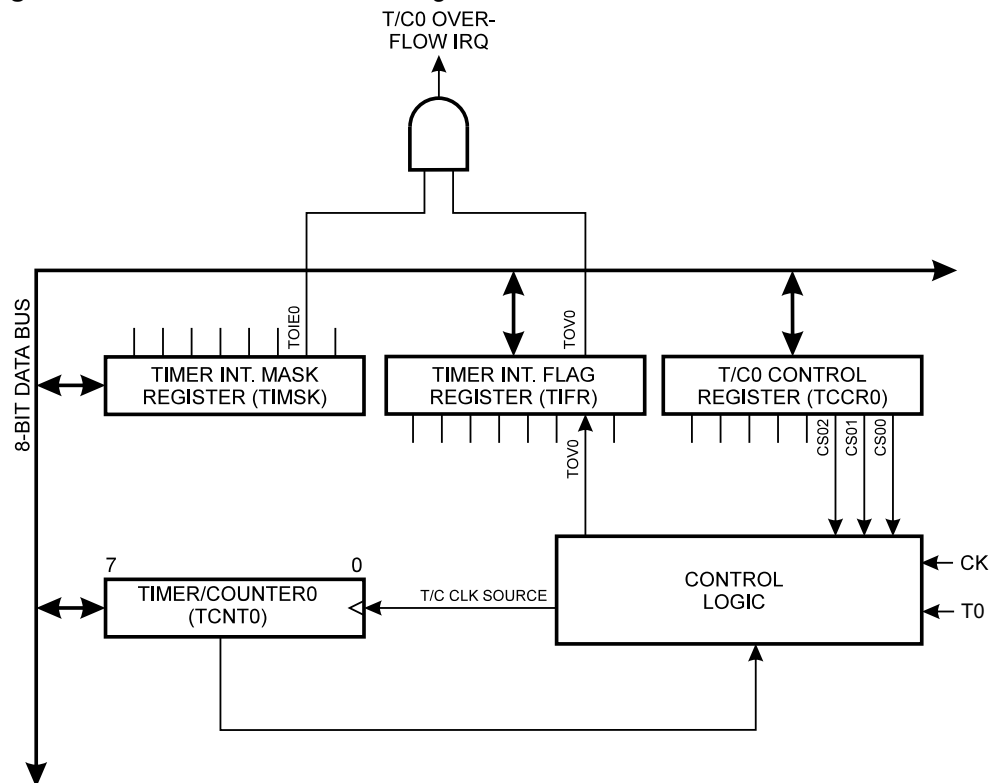 T/C0 OVER-
FLOW IRQ
8-BIT DATA BUS
TOIE0
TOV0
TIMER INT. MASK
REGISTER (TIMSK)
TIMER INT. FLAG
REGISTER (TIFR)
T/C0 CONTROL
REGISTER (TCCR0)
TOV0
CS02
CS01
CS00
7
0
TIMER/COUNTER0
(TCNT0)
T/C CLK SOURCE
CONTROL
LOGIC
CK
T0